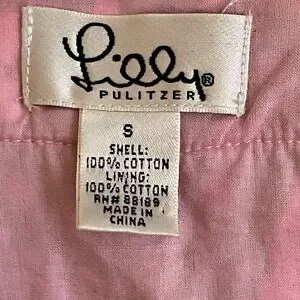 Lilly®
PULITZER
S
SHELL:
100% COTTON
LINING:
100% COTTON
RN# 88189
MADE IN
CHINA